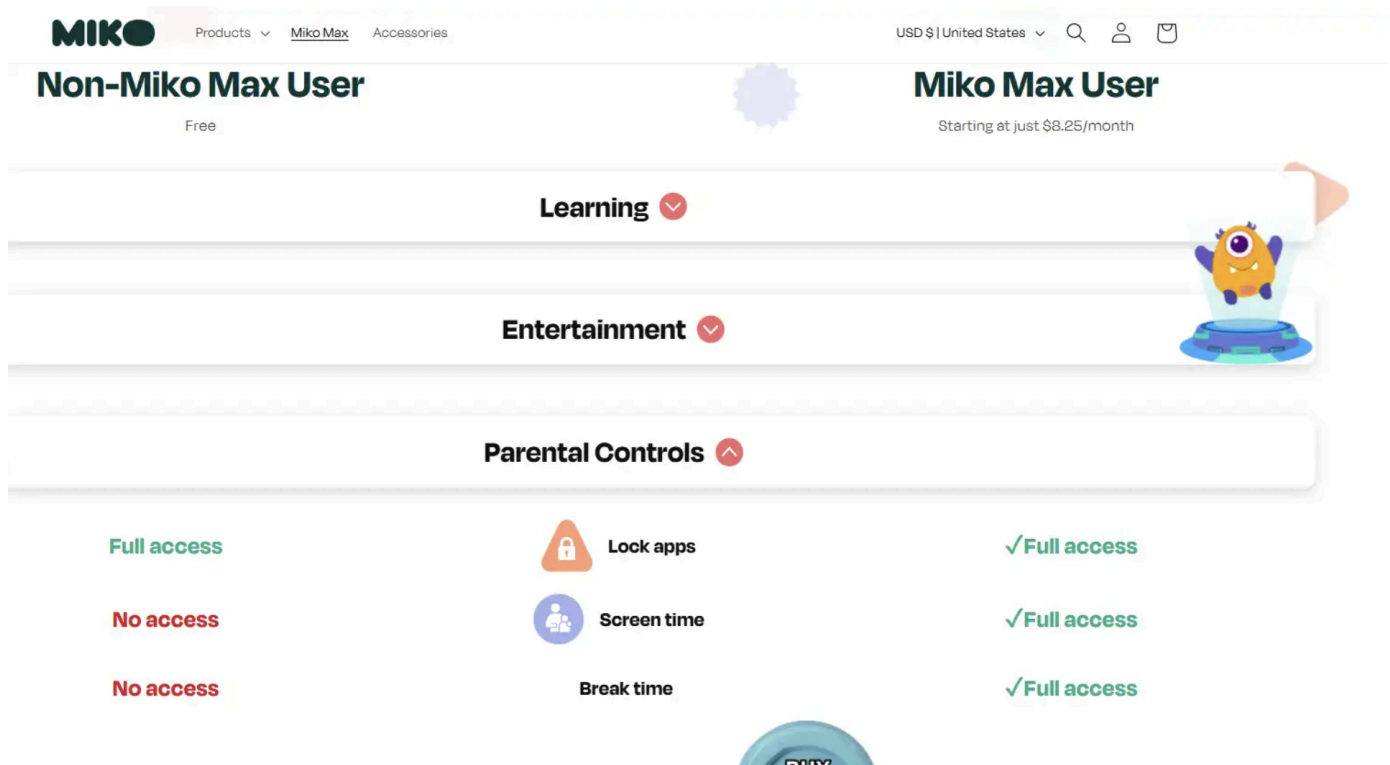 MIKO Products Miko Max Accessories USD $ | United States
Non-Miko Max User Miko Max User
Free Starting at just $8.25/month
Learning
Entertainment
Parental Controls
Full access Lock apps ✓Full access
No access Screen time ✓Full access
No access Break time ✓Full access
BUY